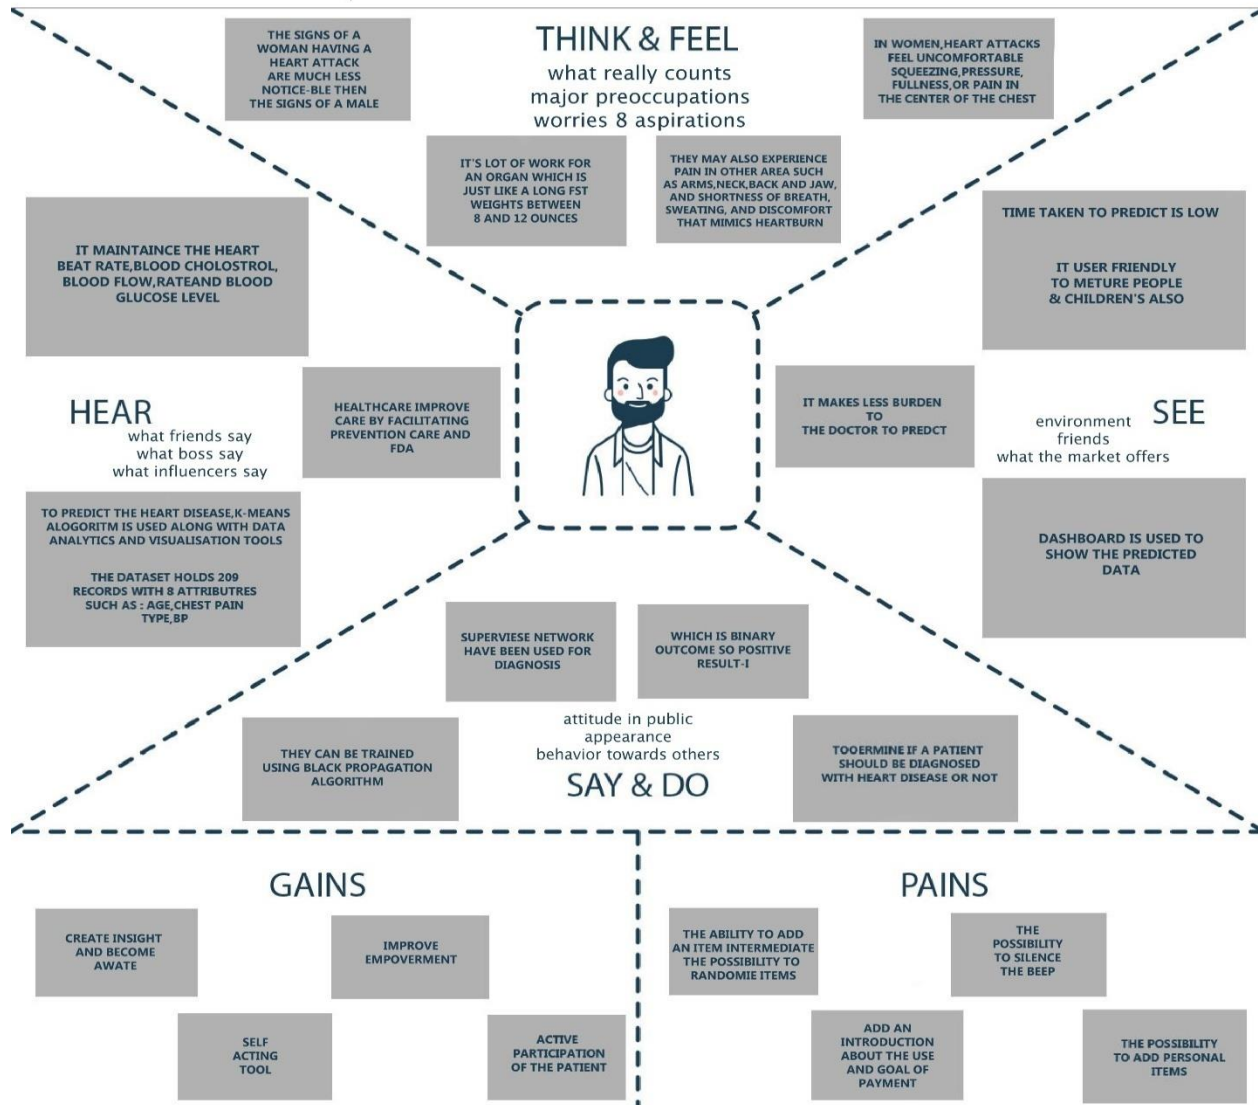 THE SIGNS OF A
WOMAN HAVING A
HEART ATTACK
ARE MUCH LESS
NOTICE-BLE THEN
THE SIGNS OF A MALE
THINK & FEEL
what really counts
major preoccupations
worries 8 aspirations
IN WOMEN,HEART ATTACKS
FEEL UNCOMFORTABLE
SQUEEZING,PRESSURE,
FULLNESS,OR PAIN IN
THE CENTER OF THE CHEST
IT'S LOT OF WORK FOR
AN ORGAN WHICH IS
JUST LIKE A LONG FST
WEIGHTS BETWEEN
8 AND 12 OUNCES
THEY MAY ALSO EXPERIENCE
PAIN IN OTHER AREA SUCH
AS ARMS,NECK,BACK AND JAW,
AND SHORTNESS OF BREATH,
SWEATING, AND DISCOMFORT
THAT MIMICS HEARTBURN
IT MAINTAINCE THE HEART
BEAT RATE,BLOOD CHOLOSTROL,
BLOOD FLOW,RATEAND BLOOD
GLUCOSE LEVEL
TIME TAKEN TO PREDICT IS LOW
IT USER FRIENDLY
TO METURE PEOPLE
& CHILDREN'S ALSO
HEAR
what friends say
what boss say
what influencers say
HEALTHCARE IMPROVE
CARE BY FACILITATING
PREVENTION CARE AND
FDA
IT MAKES LESS BURDEN
TO
THE DOCTOR TO PREDCT
SEE
environment
friends
what the market offers
TO PREDICT THE HEART DISEASE,K-MEANS
ALOGORITM IS USED ALONG WITH DATA
ANALYTICS AND VISUALISATION TOOLS
THE DATASET HOLDS 209
RECORDS WITH 8 ATTRIBUTRES
SUCH AS : AGE,CHEST PAIN
TYPE,BP
DASHBOARD IS USED TO
SHOW THE PREDICTED
DATA
SUPERVIESE NETWORK
HAVE BEEN USED FOR
DIAGNOSIS
WHICH IS BINARY
OUTCOME SO POSITIVE
RESULT-I
THEY CAN BE TRAINED
USING BLACK PROPAGATION
ALGORITHM
attitude in public
appearance
behavior towards others
SAY & DO
TOOERMINE IF A PATIENT
SHOULD BE DIAGNOSED
WITH HEART DISEASE OR NOT
GAINS
CREATE INSIGHT
AND BECOME
AWATE
IMPROVE
EMPOVERMENT
SELF
ACTING
TOOL
ACTIVE
PARTICIPATION
OF THE PATIENT
PAINS
THE ABILITY TO ADD
AN ITEM INTERMEDIATE
THE POSSIBILITY TO
RANDOMIE ITEMS
THE
POSSIBILITY
TO SILENCE
THE BEEP
ADD AN
INTRODUCTION
ABOUT THE USE
AND GOAL OF
PAYMENT
THE POSSIBILITY
TO ADD PERSONAL
ITEMS